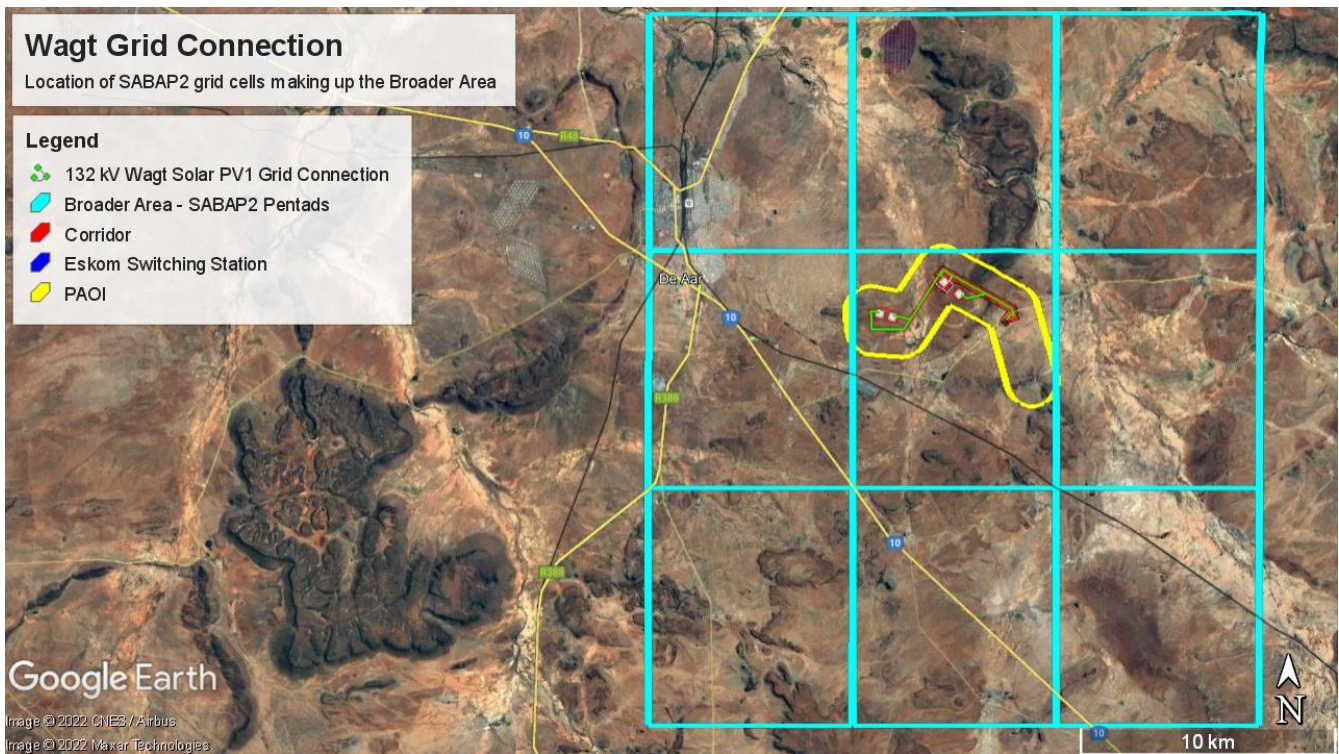 Wagt Grid Connection
Location of SABAP2 grid cells making up the Broader Area
Legend
132 kV Wagt Solar PV1 Grid Connection
Broader Area - SABAP2 Pentads
Corridor
Eskom Switching Station
PAOI
10
R48
De Aar
10
R388
10
R388
10
Google Earth
Image © 2022 CNES / Airbus
Image © 2022 Maxar Technologies
N
10 km